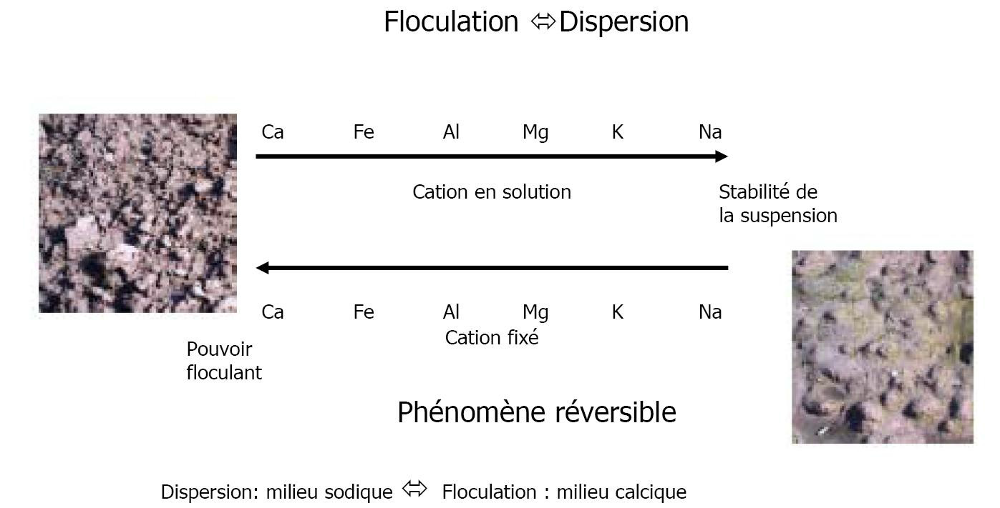 Floculation ⬄ Dispersion
Ca Fe Al Mg K Na
Cation en solution
Stabilité de
la suspension
Ca Fe Al Mg K Na
Cation fixé
Pouvoir
floculant
Phénomène réversible
Dispersion: milieu sodique ⬄ Floculation : milieu calcique